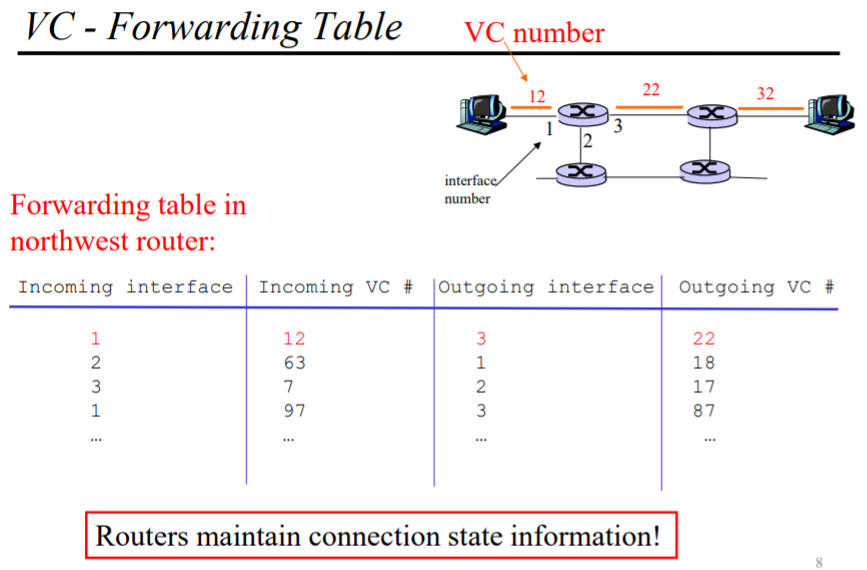 VC - Forwarding Table
VC number
12
22
32
1
2
3
interface
number
Forwarding table in
northwest router:
Incoming interface Incoming VC # Outgoing interface Outgoing VC #
1 12 3 22
2 63 1 18
3 7 2 17
1 97 3 87
… … … …
Routers maintain connection state information!
8